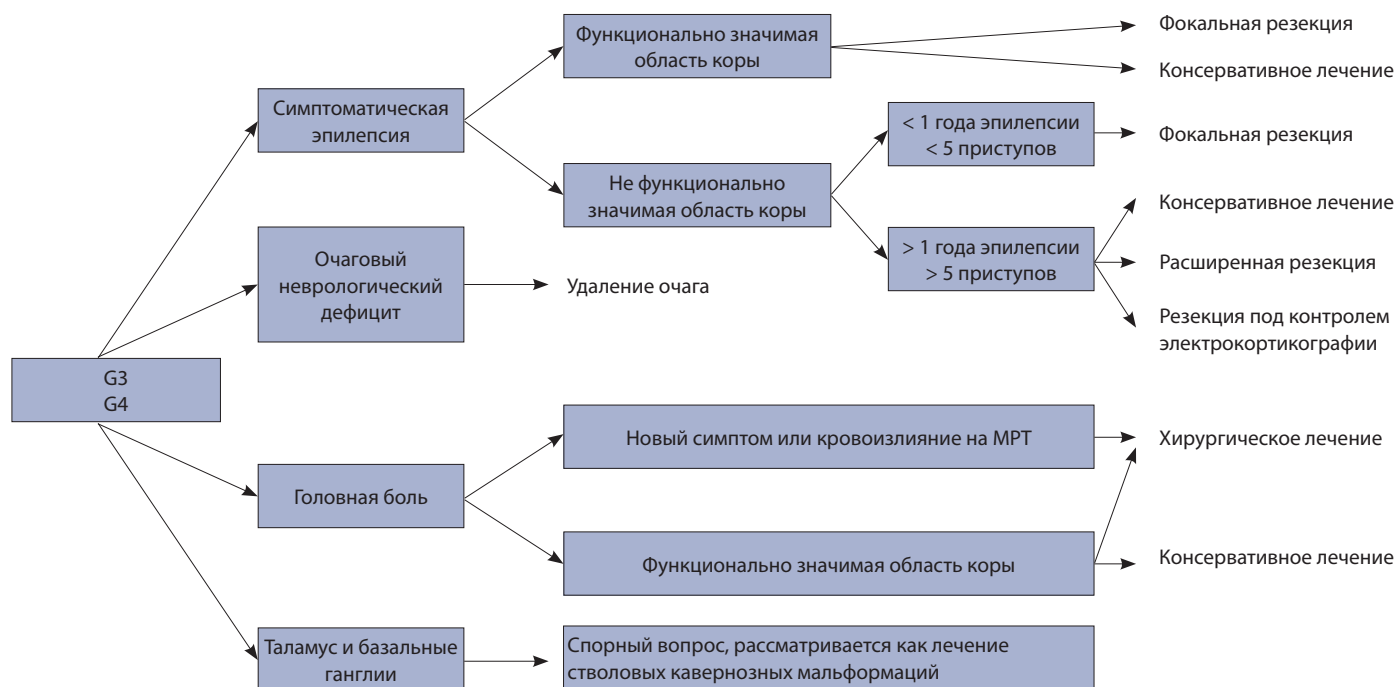 G3
G4
Симптоматическая
эпилепсия
Функционально значимая
область коры
Фокальная резекция
Консервативное лечение
Не функционально
значимая область коры
< 1 года эпилепсии
< 5 приступов
Фокальная резекция
> 1 года эпилепсии
> 5 приступов
Консервативное лечение
Расширенная резекция
Резекция под контролем
электрокортикографии
Очаговый
неврологический
дефицит
Удаление очага
Головная боль
Новый симптом или кровоизлияние на МРТ
Хирургическое лечение
Функционально значимая область коры
Консервативное лечение
Таламус и базальные
ганглии
Спорный вопрос, рассматривается как лечение
стволовых кавернозных мальформаций